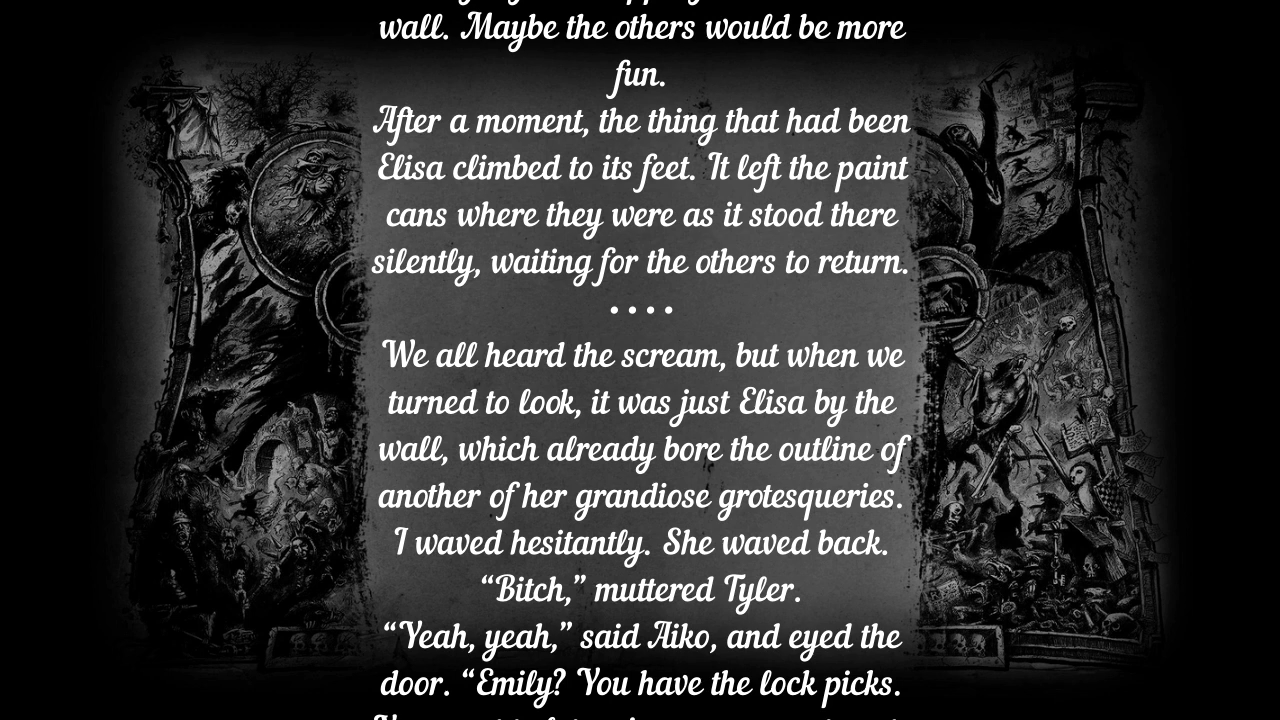 wall. Maybe the others would be more
fun.
After a moment, the thing that had been
Elisa climbed to its feet. It left the paint
cans where they were as it stood there
silently, waiting for the others to return.
....
We all heard the scream, but when we
turned to look, it was just Elisa by the
wall, which already bore the outline of
another of her grandiose grotesqueries.
I waved hesitantly. She waved back.
“Bitch,” muttered Tyler.
“Yeah, yeah,” said Aiko, and eyed the
door. “Emily? You have the lock picks.